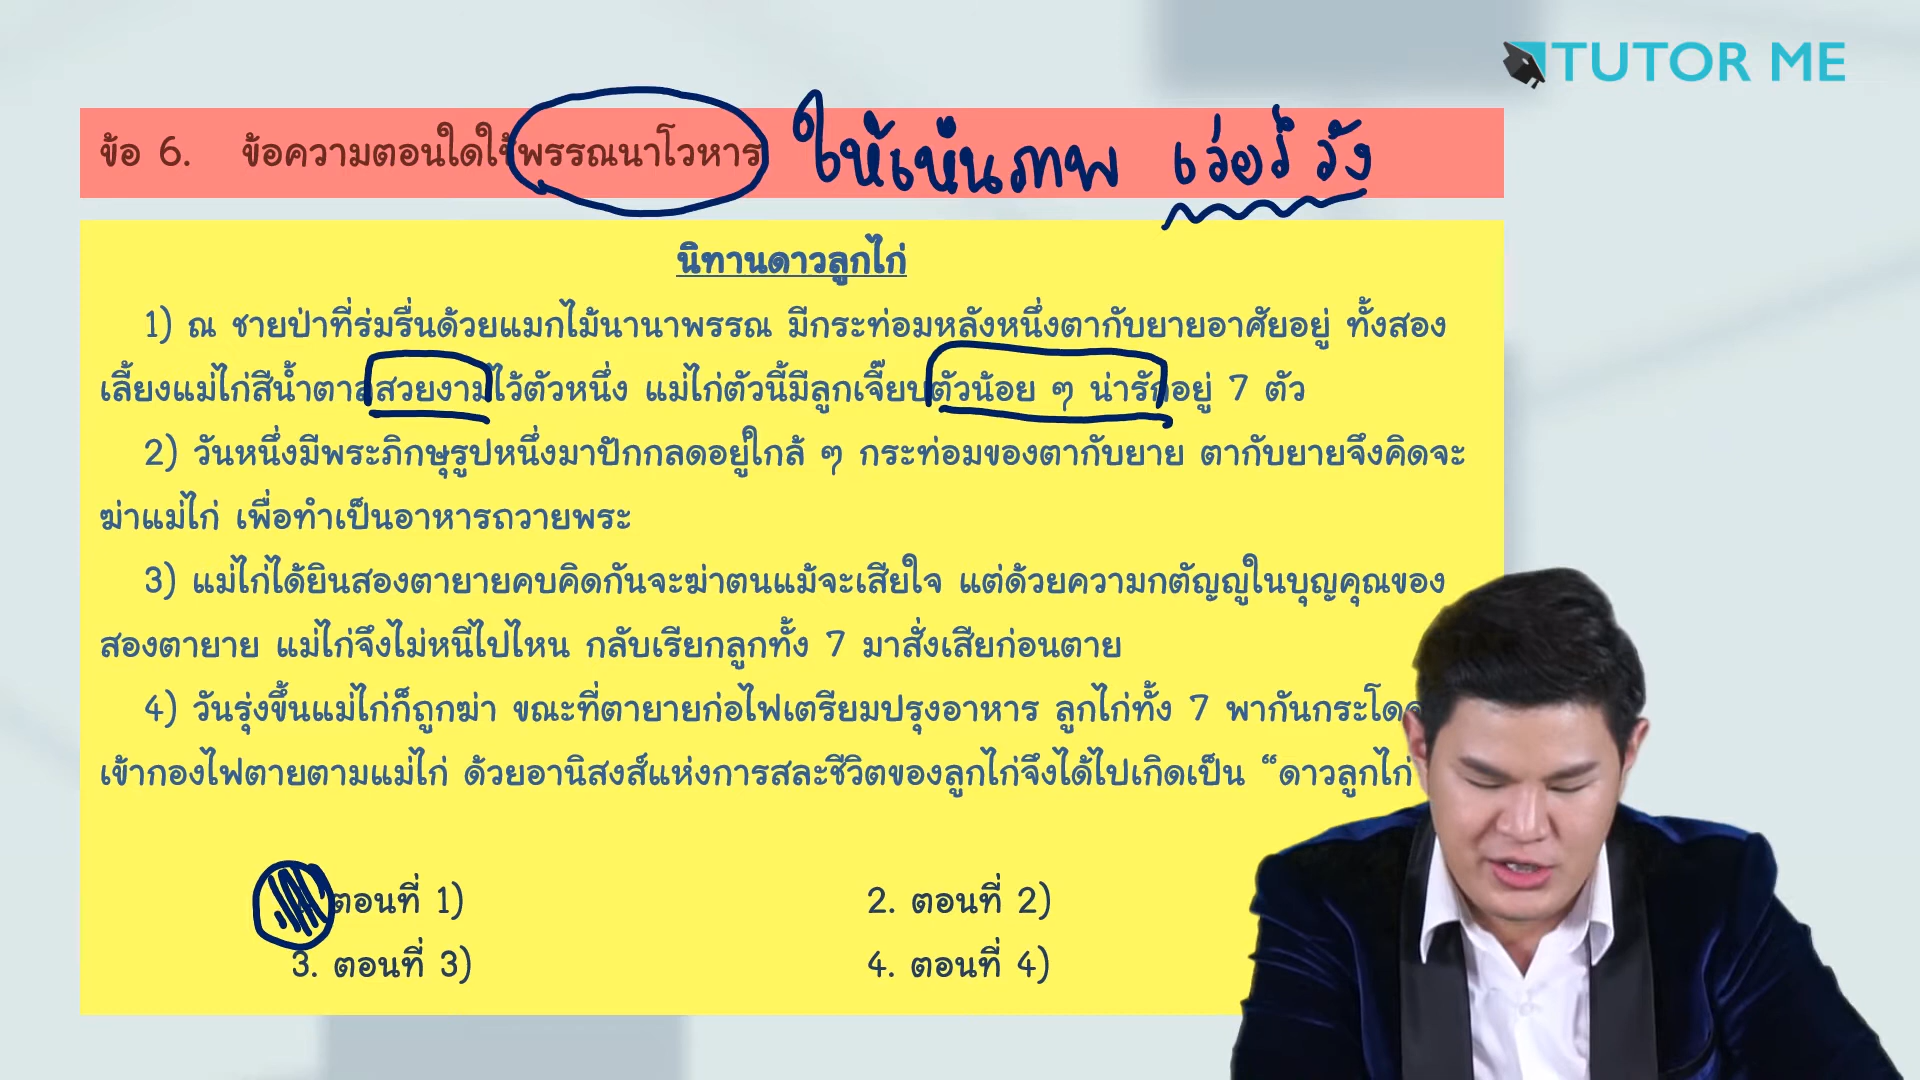 TUTOR ME
ข้อ 6. ข้อความตอนใดใช้พรรณนาโวหาร ให้เห็นภาพ เว่อร์วัง
นิทานดาวลูกไก่
1) ณ ชายป่าที่ร่มรื่นด้วยแมกไม้นานาพรรณ มีกระท่อมหลังหนึ่งตากับยายอาศัยอยู่ ทั้งสอง
เลี้ยงแม่ไก่สีน้ำตาลสวยงามไว้ตัวหนึ่ง แม่ไก่ตัวนี้มีลูกเจี๊ยบตัวน้อย ๆ น่ารักอยู่ 7 ตัว
2) วันหนึ่งมีพระภิกษุรูปหนึ่งมาปักกลดอยู่ใกล้ ๆ กระท่อมของตากับยาย ตากับยายจึงคิดจะ
ฆ่าแม่ไก่ เพื่อทำเป็นอาหารถวายพระ
3) แม่ไก่ได้ยินสองตายายคบคิดกันจะฆ่าตนแม้จะเสียใจ แต่ด้วยความกตัญญูในบุญคุณของ
สองตายาย แม่ไก่จึงไม่หนีไปไหน กลับเรียกลูกทั้ง 7 มาสั่งเสียก่อนตาย
4) วันรุ่งขึ้นแม่ไก่ก็ถูกฆ่า ขณะที่ตายายก่อไฟเตรียมปรุงอาหาร ลูกไก่ทั้ง 7 พากันกระโดด
เข้ากองไฟตายตามแม่ไก่ ด้วยอานิสงส์แห่งการสละชีวิตของลูกไก่จึงได้ไปเกิดเป็น “ดาวลูกไก่
ตอนที่ 1) 2. ตอนที่ 2)
3. ตอนที่ 3) 4. ตอนที่ 4)